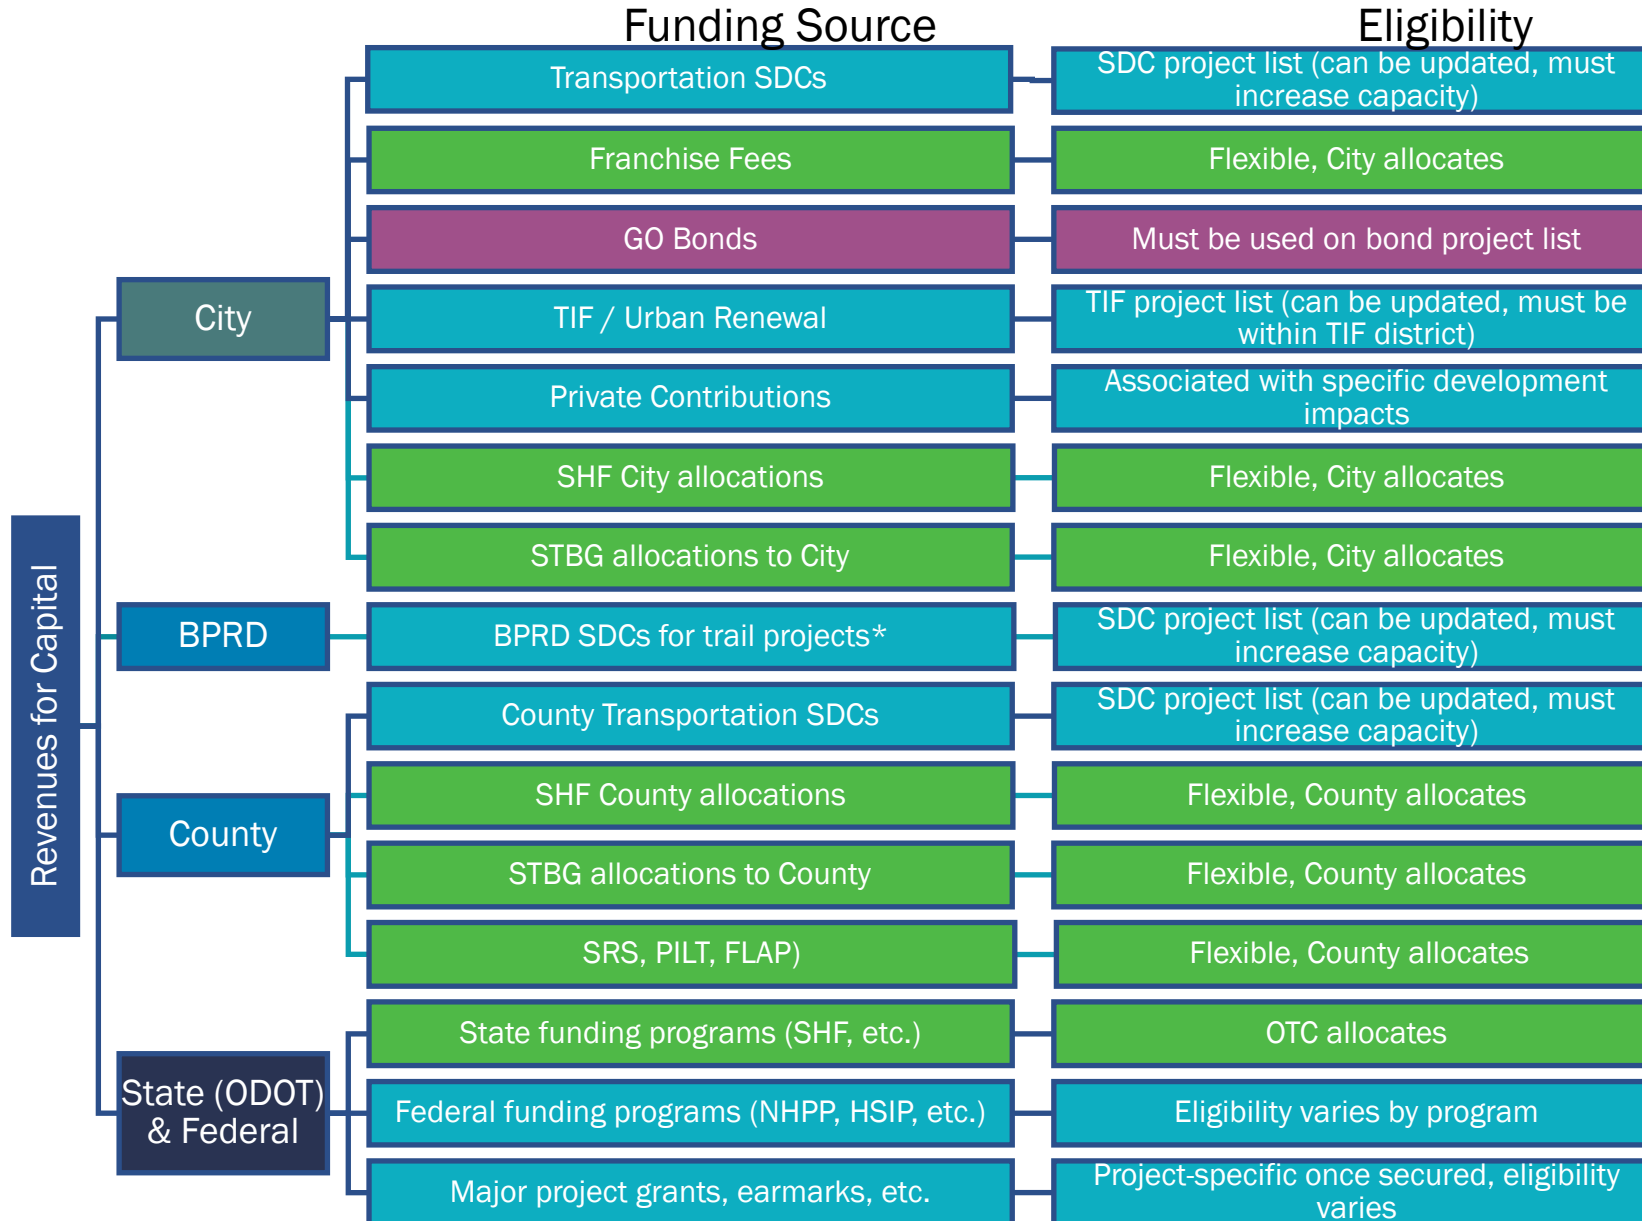 Funding Source
Eligibility
Revenues for Capital
City
Transportation SDCs
SDC project list (can be updated, must
increase capacity)
Franchise Fees
Flexible, City allocates
GO Bonds
Must be used on bond project list
TIF / Urban Renewal
TIF project list (can be updated, must be
within TIF district)
Private Contributions
Associated with specific development
impacts
SHF City allocations
Flexible, City allocates
STBG allocations to City
Flexible, City allocates
BPRD
BPRD SDCs for trail projects*
SDC project list (can be updated, must
increase capacity)
County
County Transportation SDCs
SDC project list (can be updated, must
increase capacity)
SHF County allocations
Flexible, County allocates
STBG allocations to County
Flexible, County allocates
SRS, PILT, FLAP)
Flexible, County allocates
State (ODOT)
& Federal
State funding programs (SHF, etc.)
OTC allocates
Federal funding programs (NHPP, HSIP, etc.)
Eligibility varies by program
Major project grants, earmarks, etc.
Project-specific once secured, eligibility
varies